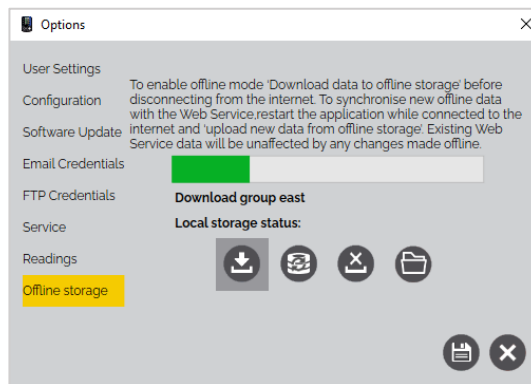 Options
User Settings
Configuration
Software Update
Email Credentials
FTP Credentials
Service
Readings
Offline storage
To enable offline mode 'Download data to offline storage' before
disconnecting from the internet. To synchronise new offline data
with the Web Service,restart the application while connected to the
internet and 'upload new data from offline storage'. Existing Web
Service data will be unaffected by any changes made offline.
Download group east
Local storage status: